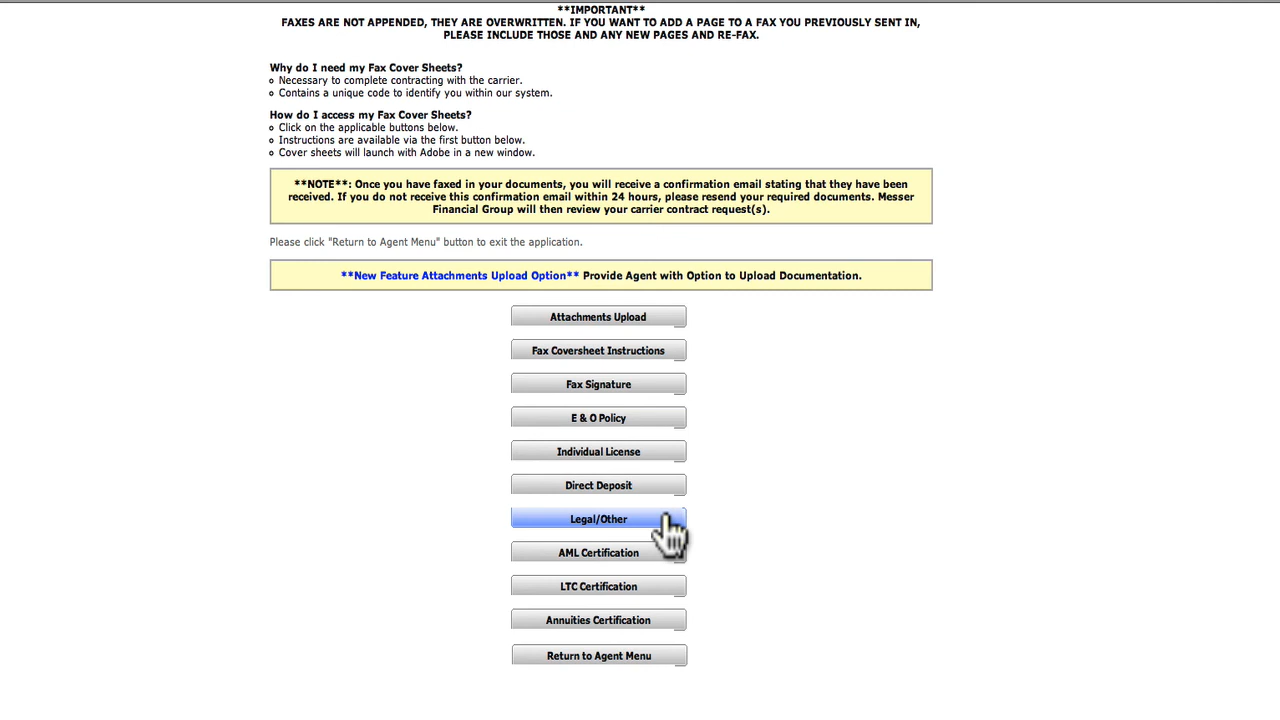 **IMPORTANT**
FAXES ARE NOT APPENDED, THEY ARE OVERWRITTEN. IF YOU WANT TO ADD A PAGE TO A FAX YOU PREVIOUSLY SENT IN,
PLEASE INCLUDE THOSE AND ANY NEW PAGES AND RE-FAX.
Why do I need my Fax Cover Sheets?
Necessary to complete contracting with the carrier.
Contains a unique code to identify you within our system.
How do I access my Fax Cover Sheets?
Click on the applicable buttons below.
Instructions are available via the first button below.
Cover sheets will launch with Adobe in a new window.
**NOTE**: Once you have faxed in your documents, you will receive a confirmation email stating that they have been
received. If you do not receive this confirmation email within 24 hours, please resend your required documents. Messer
Financial Group will then review your carrier contract request(s).
Please click "Return to Agent Menu" button to exit the application.
**New Feature Attachments Upload Option** Provide Agent with Option to Upload Documentation.
Attachments Upload
Fax Coversheet Instructions
Fax Signature
E & O Policy
Individual License
Direct Deposit
Legal/Other
AML Certification
LTC Certification
Annuities Certification
Return to Agent Menu